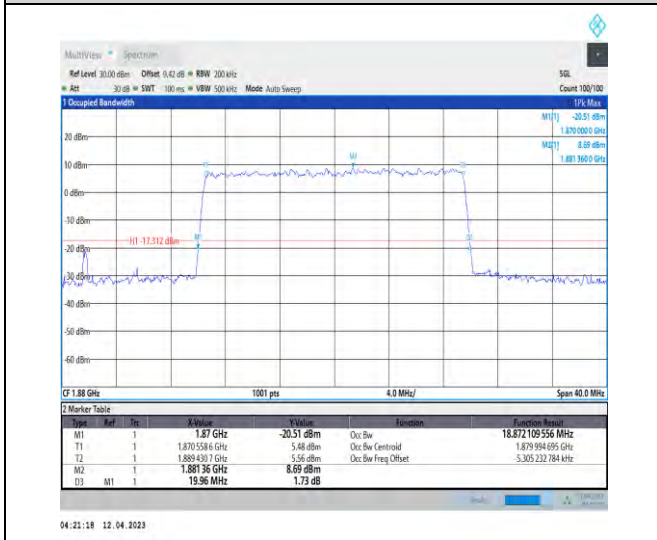 MultiView Spectrum
Ref Level 30.00 dBm Offset 0.42 dB RBW 200 kHz SGL
Att 30 dB SWT 100 ms VBW 500 kHz Mode Auto Sweep Count 100/100
1 Occupied Bandwidth 1Pk Max
M1[1] -20.51 dBm
1.870 000 0 GHz
M2[1] 8.69 dBm
1.881 360 0 GHz
20 dBm
10 dBm
M2
0 dBm
-10 dBm
H1 -17.312 dBm M1
-20 dBm
-30 dBm
-40 dBm
-50 dBm
-60 dBm
CF 1.88 GHz 1001 pts 4.0 MHz/ Span 40.0 MHz
2 Marker Table
Type Ref Trc X-Value Y-Value Function Function Result
M1 1 1.87 GHz -20.51 dBm Occ Bw 18.872 109 556 MHz
T1 1 1.870 558 6 GHz 5.48 dBm Occ Bw Centroid 1.879 994 695 GHz
T2 1 1.889 430 7 GHz 5.56 dBm Occ Bw Freq Offset -5.305 232 784 kHz
M2 1 1.881 36 GHz 8.69 dBm
D3 M1 1 19.96 MHz 1.73 dB
04:21:18 12.04.2023